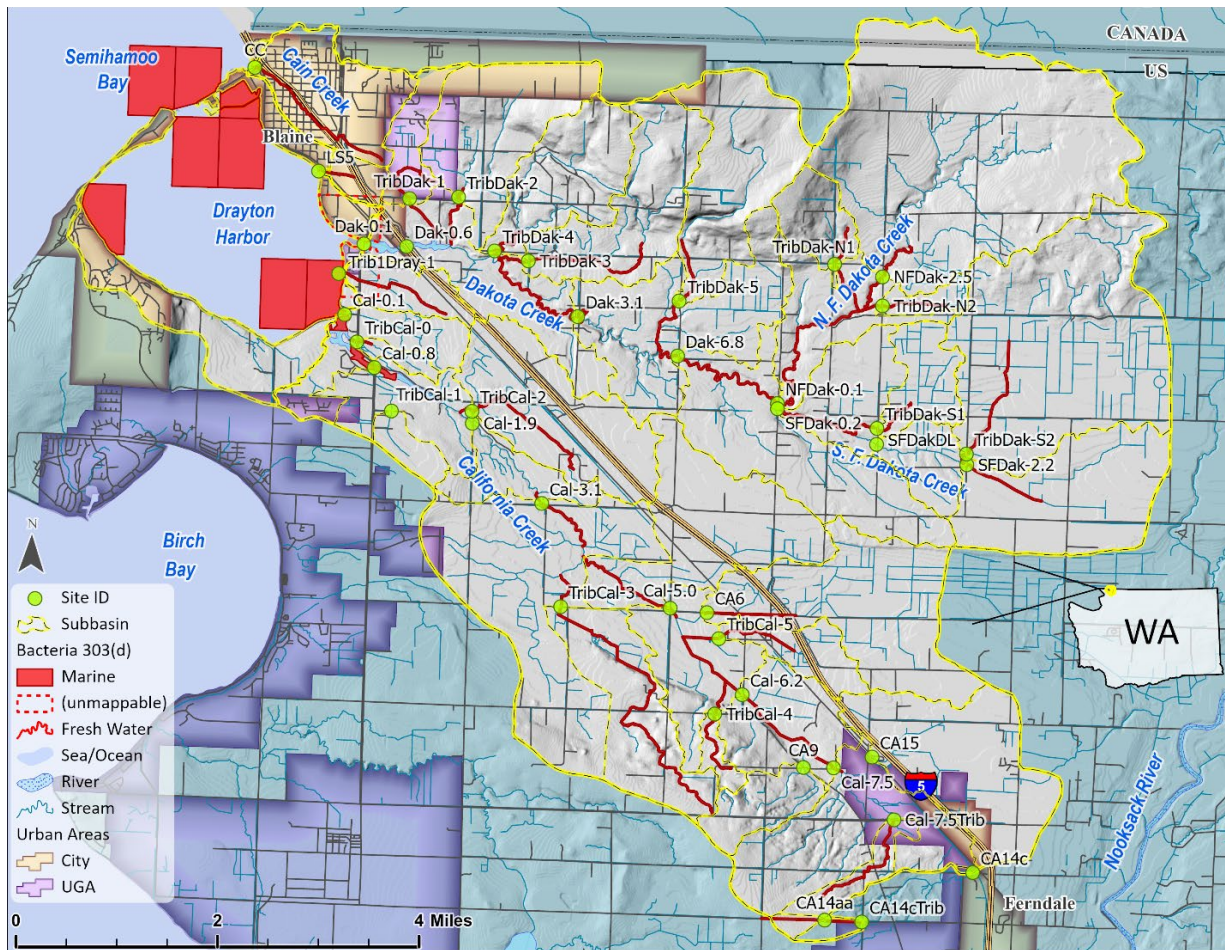 CANADA
US
Semihamoo
Bay
CC
Cain Creek
Blaine
LS5
TribDak-1
TribDak-2
Drayton
Harbor
Dak-0.1
Dak-0.6
TribDak-4
TribDak-3
TribDak-N1
N. F. Dakota Creek
NFDak-2.5
Trib1Dray-1
Dakota Creek
Dak-3.1
TribDak-5
TribDak-N2
Cal-0.1
TribCal-0
Cal-0.8
Dak-6.8
NFDak-0.1
SFDak-0.2
TribDak-S1
SFDakDL
TribDak-S2
SFDak-2.2
S. F. Dakota Creek
TribCal-1
TribCal-2
Cal-1.9
California Creek
Cal-3.1
Birch
Bay
TribCal-3
Cal-5.0
CA6
TribCal-5
Cal-6.2
TribCal-4
CA9
Cal-7.5
CA15
5
Cal-7.5Trib
CA14c
CA14aa
CA14cTrib
Ferndale
Nooksack River
WA
N
Site ID
Subbasin
Bacteria 303(d)
Marine
(unmappable)
Fresh Water
Sea/Ocean
River
Stream
Urban Areas
City
UGA
0 2 4 Miles